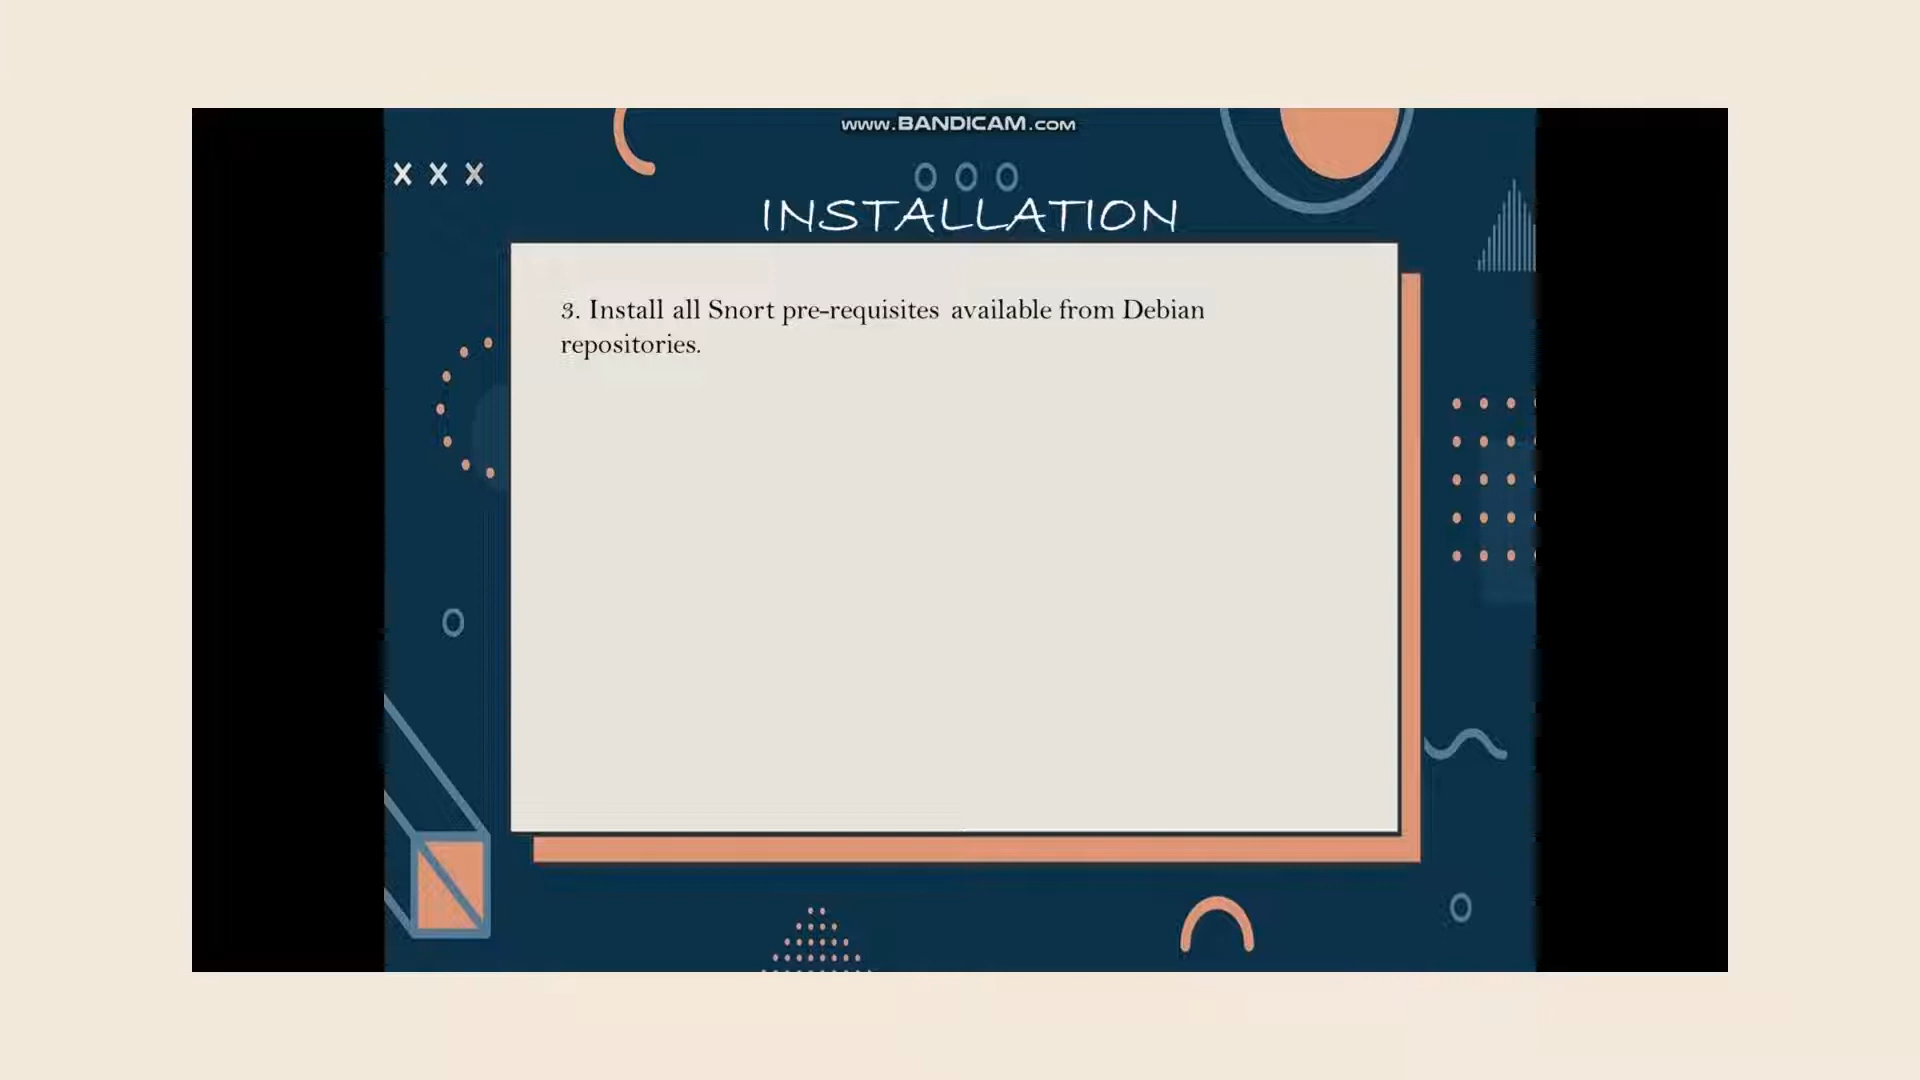 www.BANDICAM.COM
X X X
INSTALLATION
3. Install all Snort pre-requisites available from Debian
repositories.